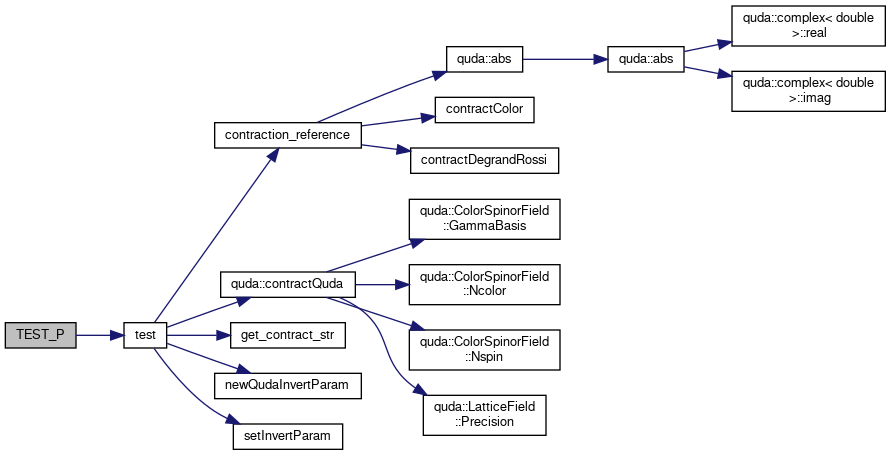 quda::complex< double
>::real
quda::abs
quda::abs
quda::complex< double
>::imag
contractColor
contraction_reference
contractDegrandRossi
quda::ColorSpinorField
::GammaBasis
quda::contractQuda
quda::ColorSpinorField
::Ncolor
TEST_P
test
get_contract_str
quda::ColorSpinorField
::Nspin
newQudaInvertParam
quda::LatticeField
::Precision
setInvertParam